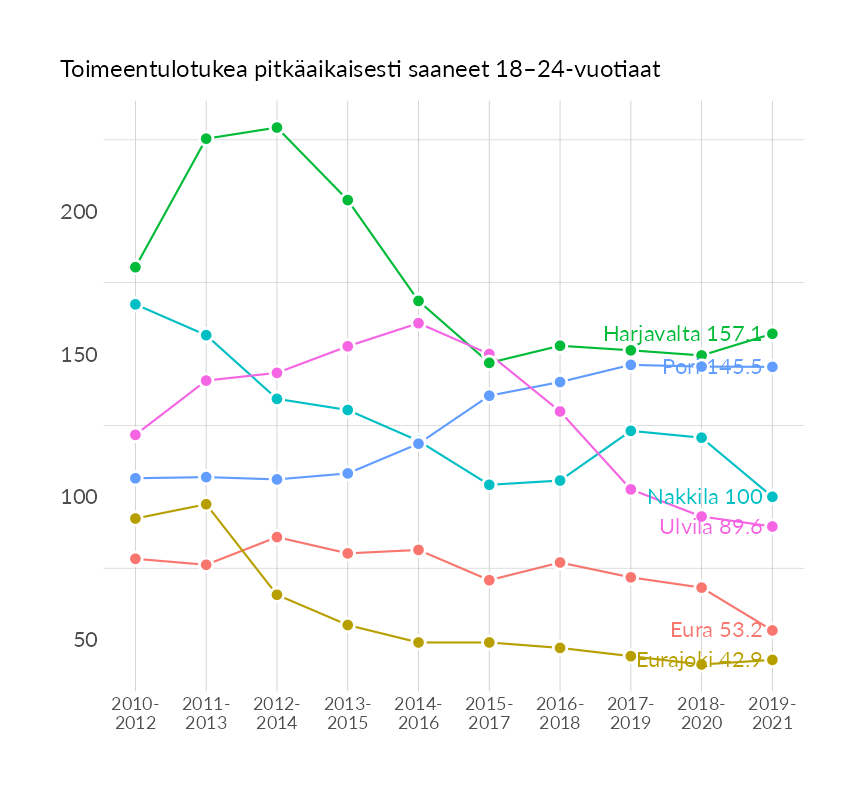 Toimeentulotukea pitkäaikaisesti saaneet 18–24-vuotiaat
200
150
100
50
Harjavalta 157.1
Pori 145.5
Nakkila 100
Ulvila 89.6
Eura 53.2
Eurajoki 42.9
2010- 2011- 2012- 2013- 2014- 2015- 2016- 2017- 2018- 2019-
2012 2013 2014 2015 2016 2017 2018 2019 2020 2021